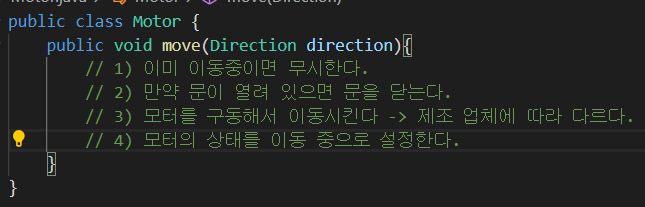 public class Motor {
public void move(Direction direction){
// 1) 이미 이동중이면 무시한다.
// 2) 만약 문이 열려 있으면 문을 닫는다.
// 3) 모터를 구동해서 이동시킨다 -> 제조 업체에 따라 다르다.
// 4) 모터의 상태를 이동 중으로 설정한다.
}
}